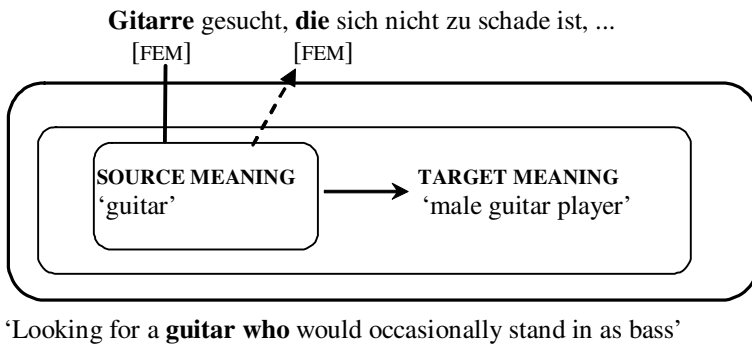 Gitarre gesucht, die sich nicht zu schade ist, ...
[FEM] [FEM]
SOURCE MEANING TARGET MEANING
‘guitar’ ‘male guitar player’
‘Looking for a guitar who would occasionally stand in as bass’